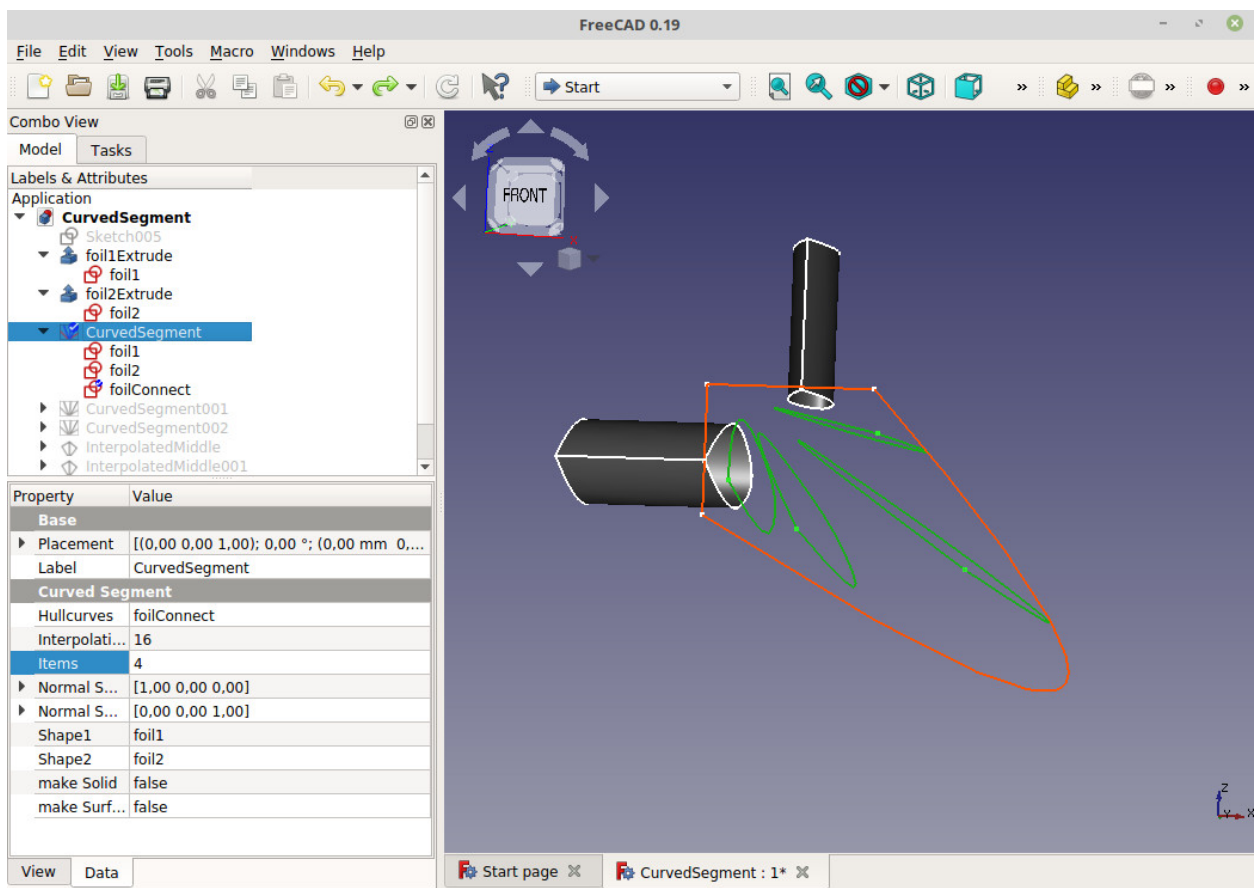 FreeCAD 0.19
File Edit View Tools Macro Windows Help
Start
» » » »
Combo View
Model Tasks
Labels & Attributes
Application
CurvedSegment
Sketch005
foil1Extrude
foil1
foil2Extrude
foil2
CurvedSegment
foil1
foil2
foilConnect
CurvedSegment001
CurvedSegment002
InterpolatedMiddle
InterpolatedMiddle001
Property Value
Base
Placement [(0,00 0,00 1,00); 0,00 °; (0,00 mm 0,...
Label CurvedSegment
Curved Segment
Hullcurves foilConnect
Interpolati... 16
Items 4
Normal S... [1,00 0,00 0,00]
Normal S... [0,00 0,00 1,00]
Shape1 foil1
Shape2 foil2
make Solid false
make Surf... false
View Data
FRONT
Z
Y X
Start page
CurvedSegment : 1*